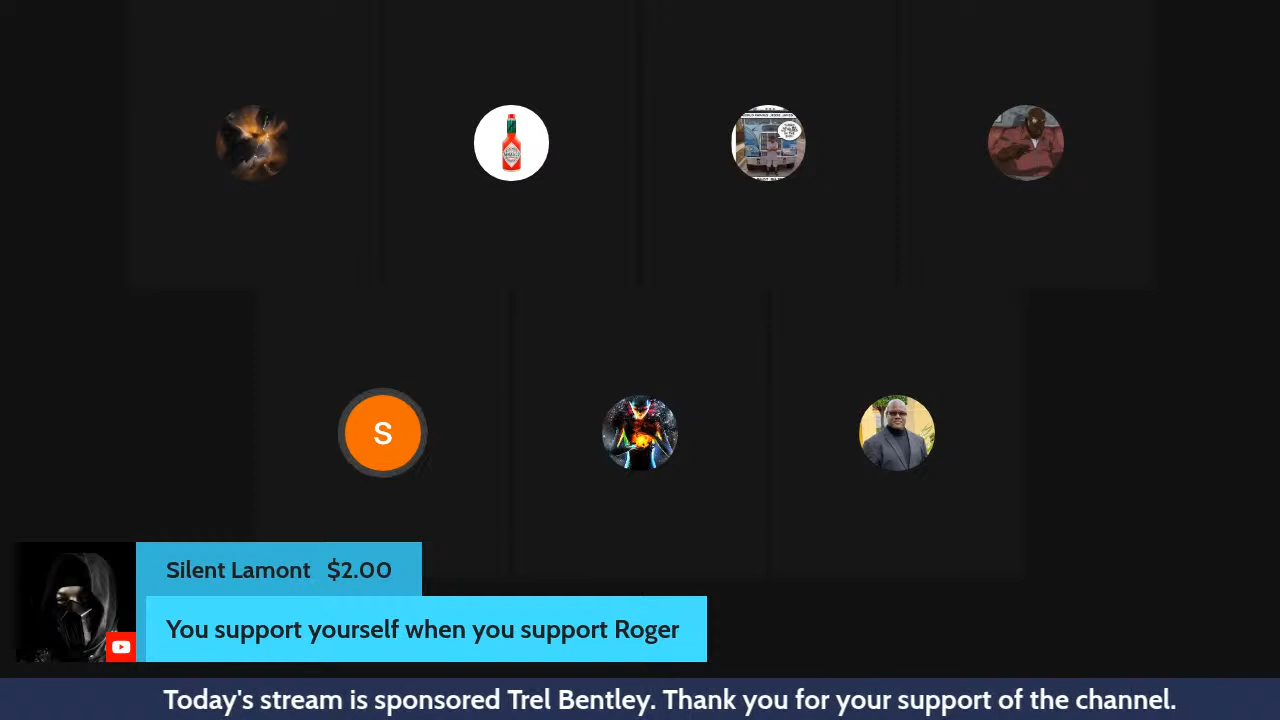 S
Silent Lamont $2.00
You support yourself when you support Roger
Today's stream is sponsored Trel Bentley. Thank you for your support of the channel.